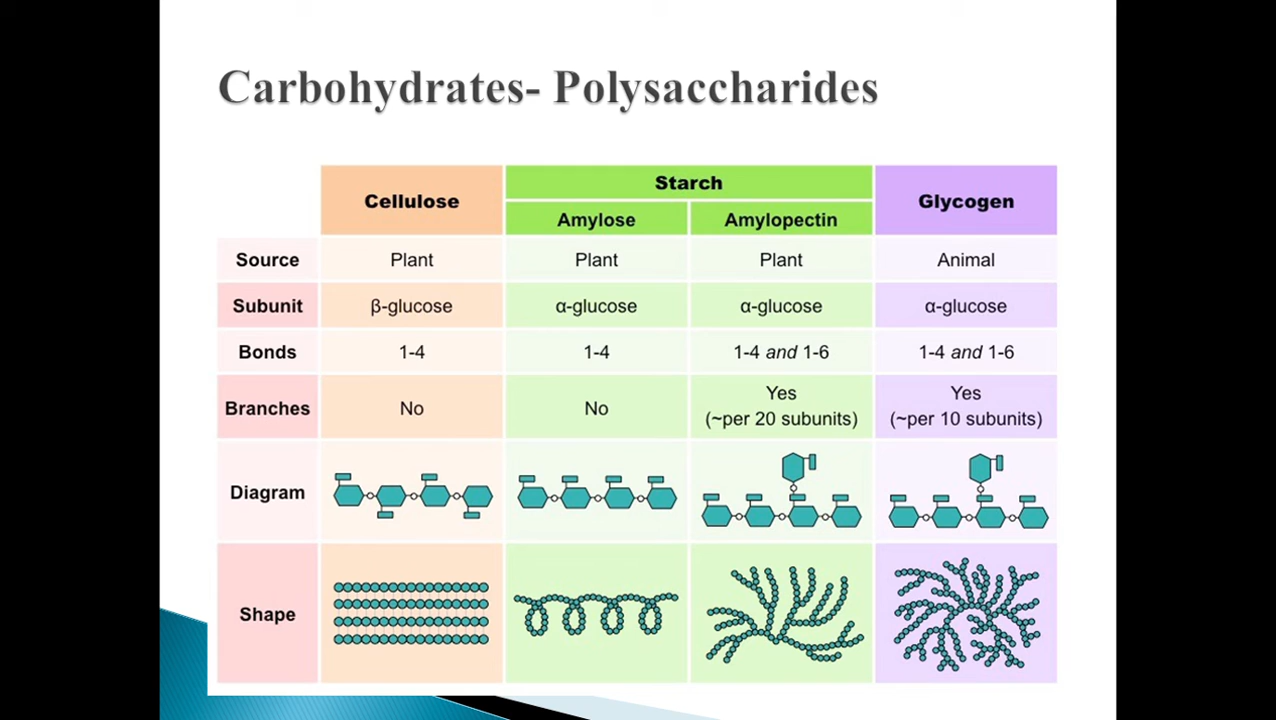 Carbohydrates- Polysaccharides
Cellulose
Starch
Amylose Amylopectin
Glycogen
Source Plant Plant Plant Animal
Subunit β-glucose α-glucose α-glucose α-glucose
Bonds 1-4 1-4 1-4 and 1-6 1-4 and 1-6
Branches No No Yes Yes
(~per 20 subunits) (~per 10 subunits)
Diagram
Shape